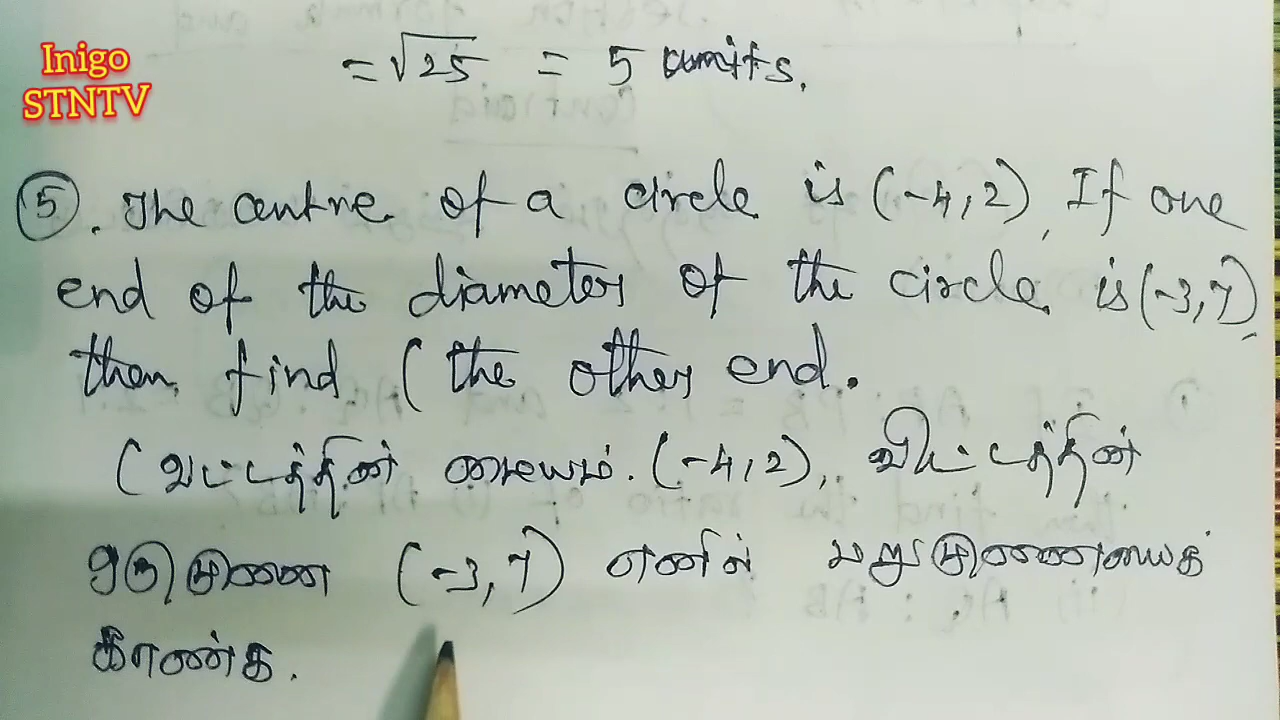 Inigo
STNTV
= √25 = 5 units.
⑤. The centre of a circle is (-4,2), If one
end of the diameter of the circle is (-3,7),
then find (the other end.
(வட்டத்தின் மையம். (-4,2), விட்டத்தின்
ஒருமுனை (-3,7) எனில் மறுமுனையைக்
காண்க.